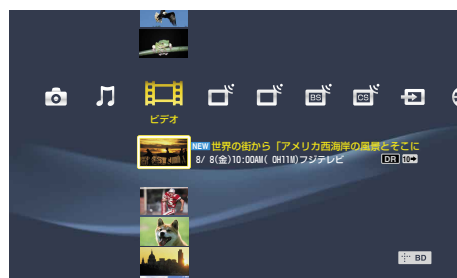 BS
CS
ビデオ
NEW 世界の街から「アメリカ西海岸の風景とそこに
8/ 8(金)10:00AM( 0H11M)フジテレビ DR 10
BD